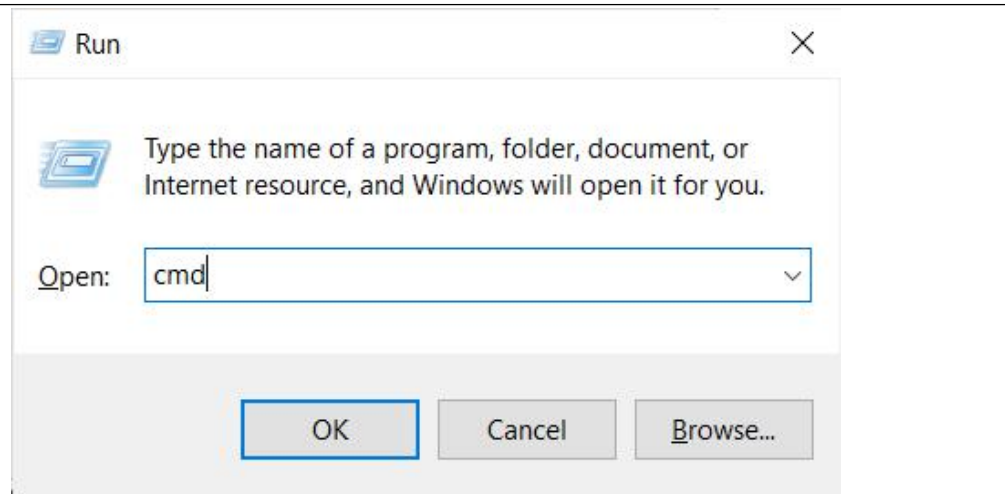 Run
Type the name of a program, folder, document, or
Internet resource, and Windows will open it for you.
Open: cmd
OK Cancel Browse...